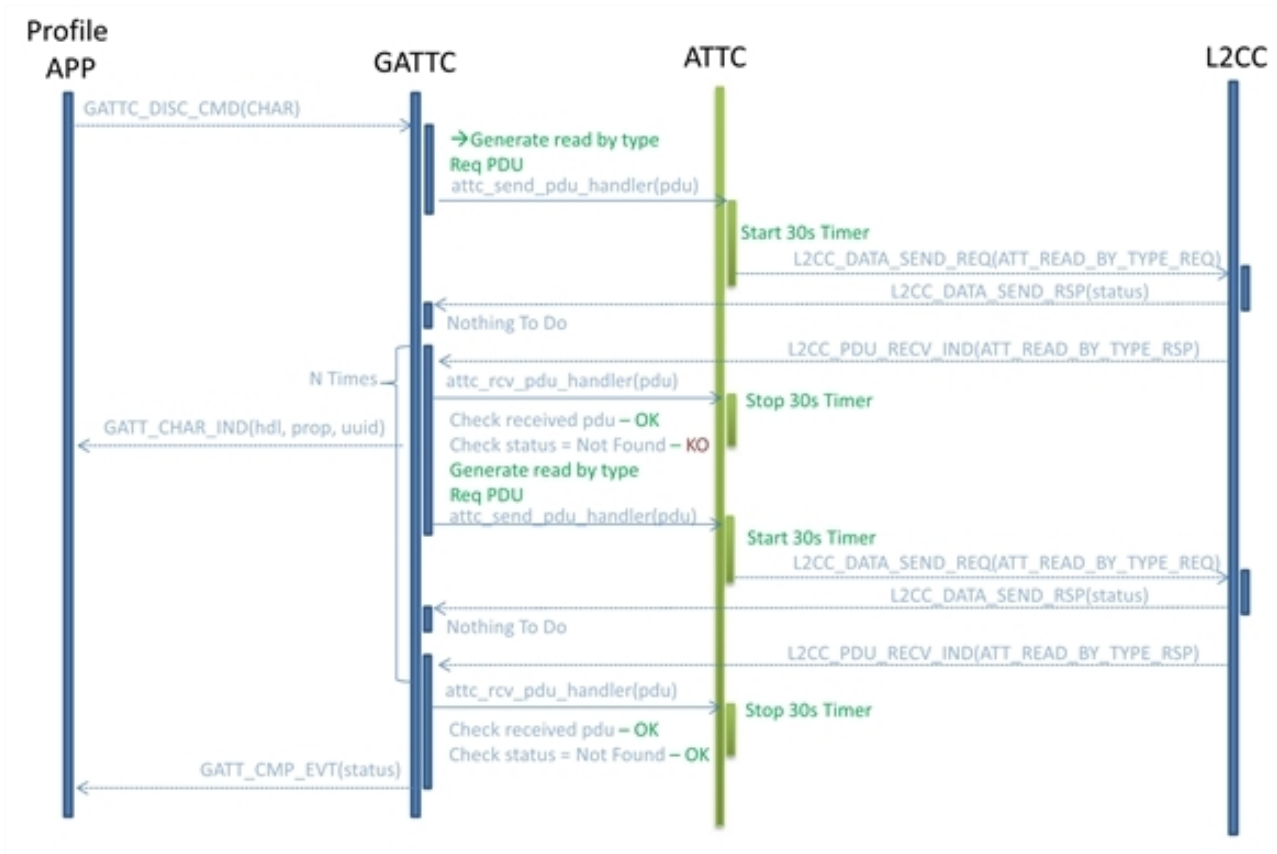 Profile
APP
GATTC
ATTC
L2CC
GATTC_DISC_CMD(CHAR)
→Generate read by type
Req PDU
attc_send_pdu_handler(pdu)
Start 30s Timer
L2CC_DATA_SEND_REQ(ATT_READ_BY_TYPE_REQ)
L2CC_DATA_SEND_RSP(status)
Nothing To Do
L2CC_PDU_RECV_IND(ATT_READ_BY_TYPE_RSP)
N Times
attc_rcv_pdu_handler(pdu)
Stop 30s Timer
Check received pdu – OK
GATT_CHAR_IND(hdl, prop, uuid)
Check status = Not Found – KO
Generate read by type
Req PDU
attc_send_pdu_handler(pdu)
Start 30s Timer
L2CC_DATA_SEND_REQ(ATT_READ_BY_TYPE_REQ)
L2CC_DATA_SEND_RSP(status)
Nothing To Do
L2CC_PDU_RECV_IND(ATT_READ_BY_TYPE_RSP)
attc_rcv_pdu_handler(pdu)
Stop 30s Timer
Check received pdu – OK
Check status = Not Found – OK
GATT_CMP_EVT(status)